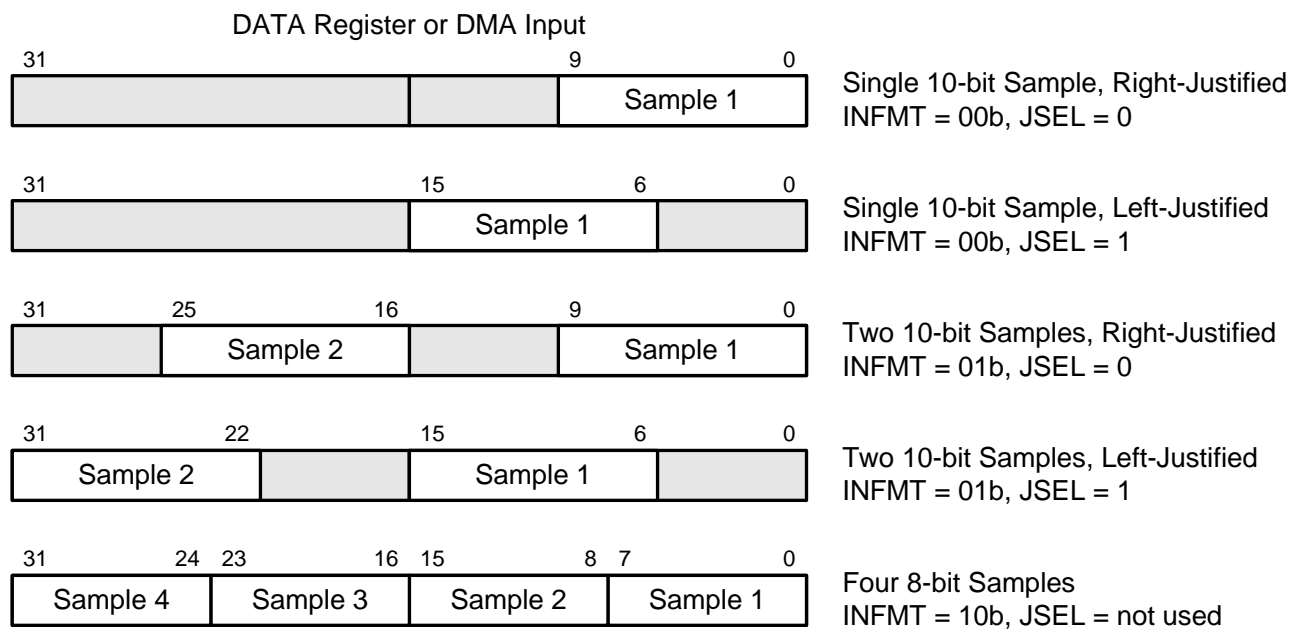 DATA Register or DMA Input
31 9 0
Sample 1
Single 10-bit Sample, Right-Justified
INFMT = 00b, JSEL = 0
31 15 6 0
Sample 1
Single 10-bit Sample, Left-Justified
INFMT = 00b, JSEL = 1
31 25 16 9 0
Sample 2 Sample 1
Two 10-bit Samples, Right-Justified
INFMT = 01b, JSEL = 0
31 22 15 6 0
Sample 2 Sample 1
Two 10-bit Samples, Left-Justified
INFMT = 01b, JSEL = 1
31 24 23 16 15 8 7 0
Sample 4 Sample 3 Sample 2 Sample 1
Four 8-bit Samples
INFMT = 10b, JSEL = not used